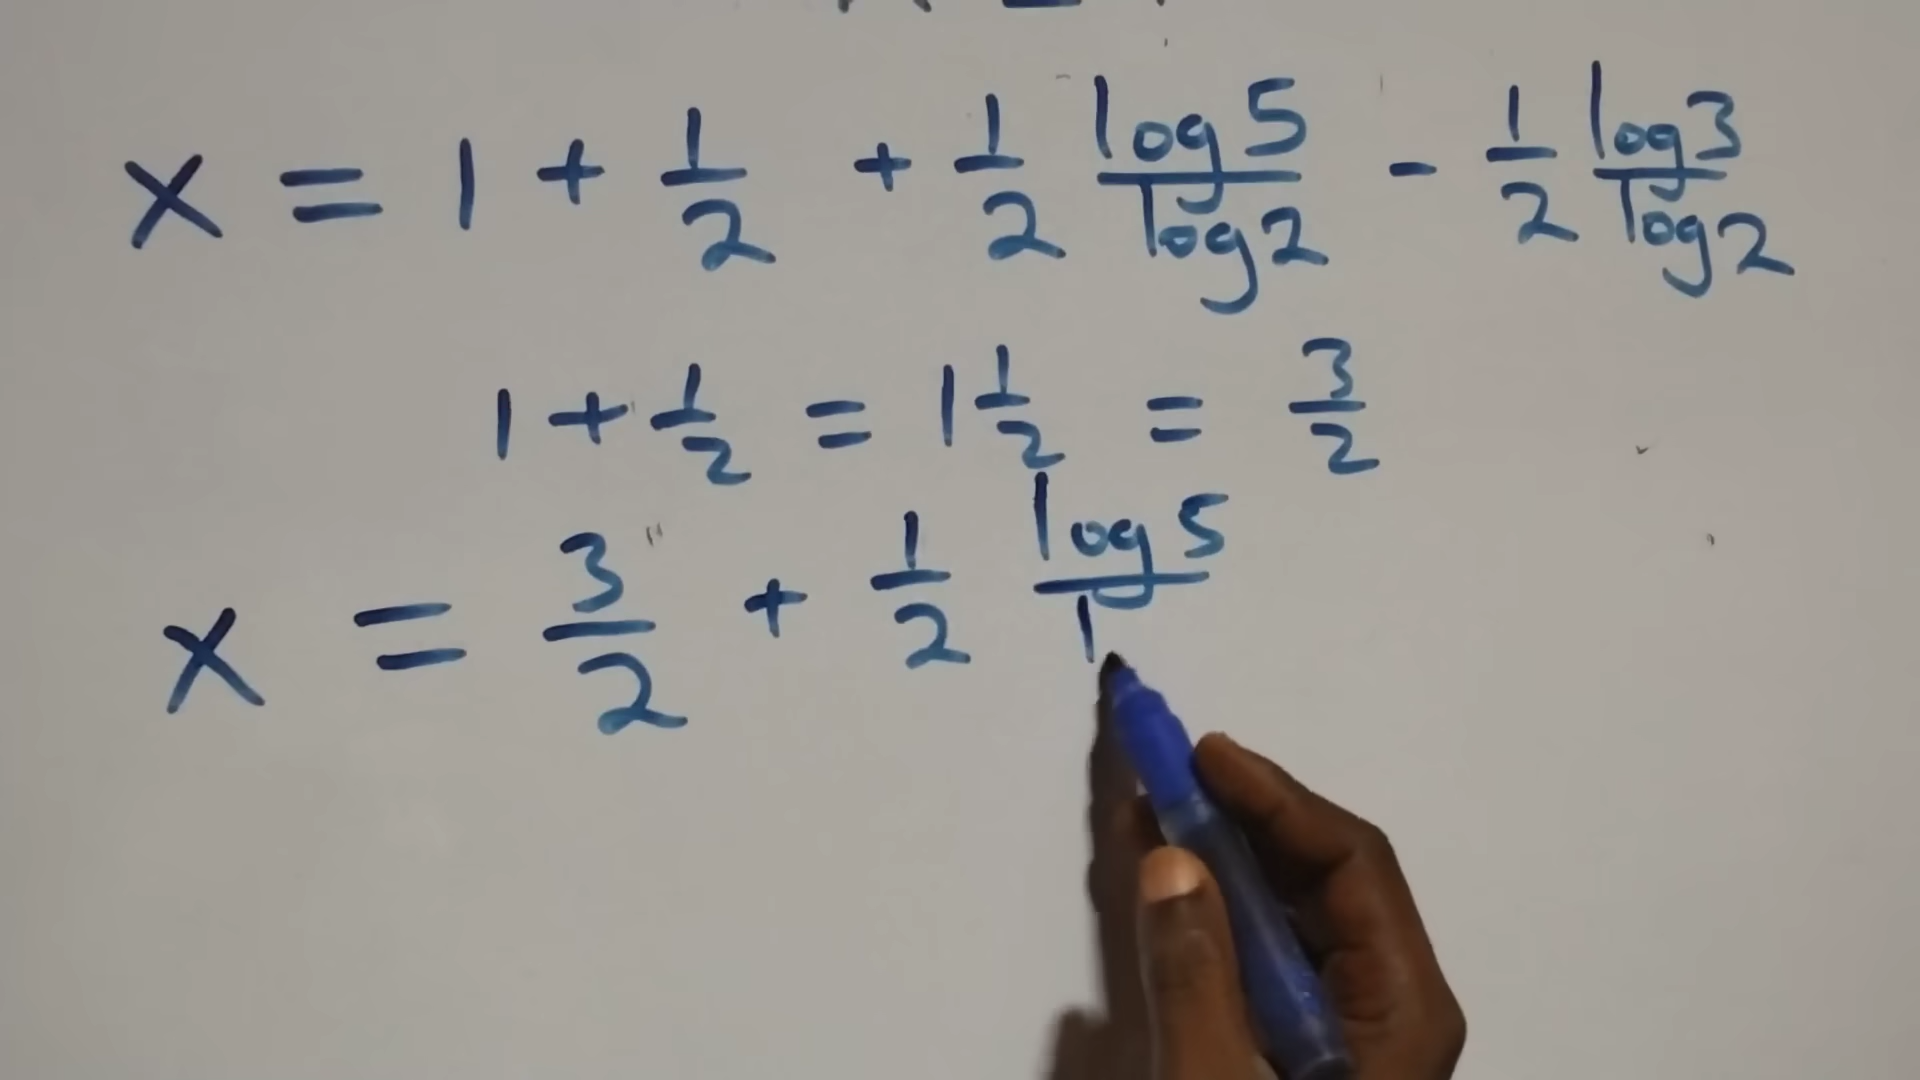 x = 1 + 1/2 + 1/2 log5/log2 - 1/2 log3/log2
1 + 1/2 = 1 1/2 = 3/2
x = 3/2 + 1/2 log5/l